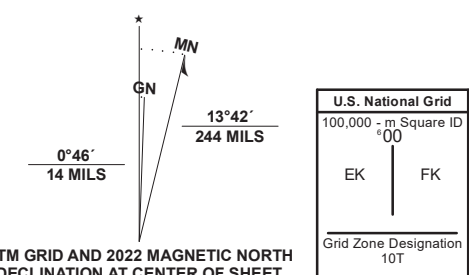 MN
GN
13°42´
244 MILS
0°46´
14 MILS
TM GRID AND 2022 MAGNETIC NORTH
DECLINATION AT CENTER OF SHEET
U.S. National Grid
100,000 - m Square ID
⁶00
EK
FK
Grid Zone Designation
10T